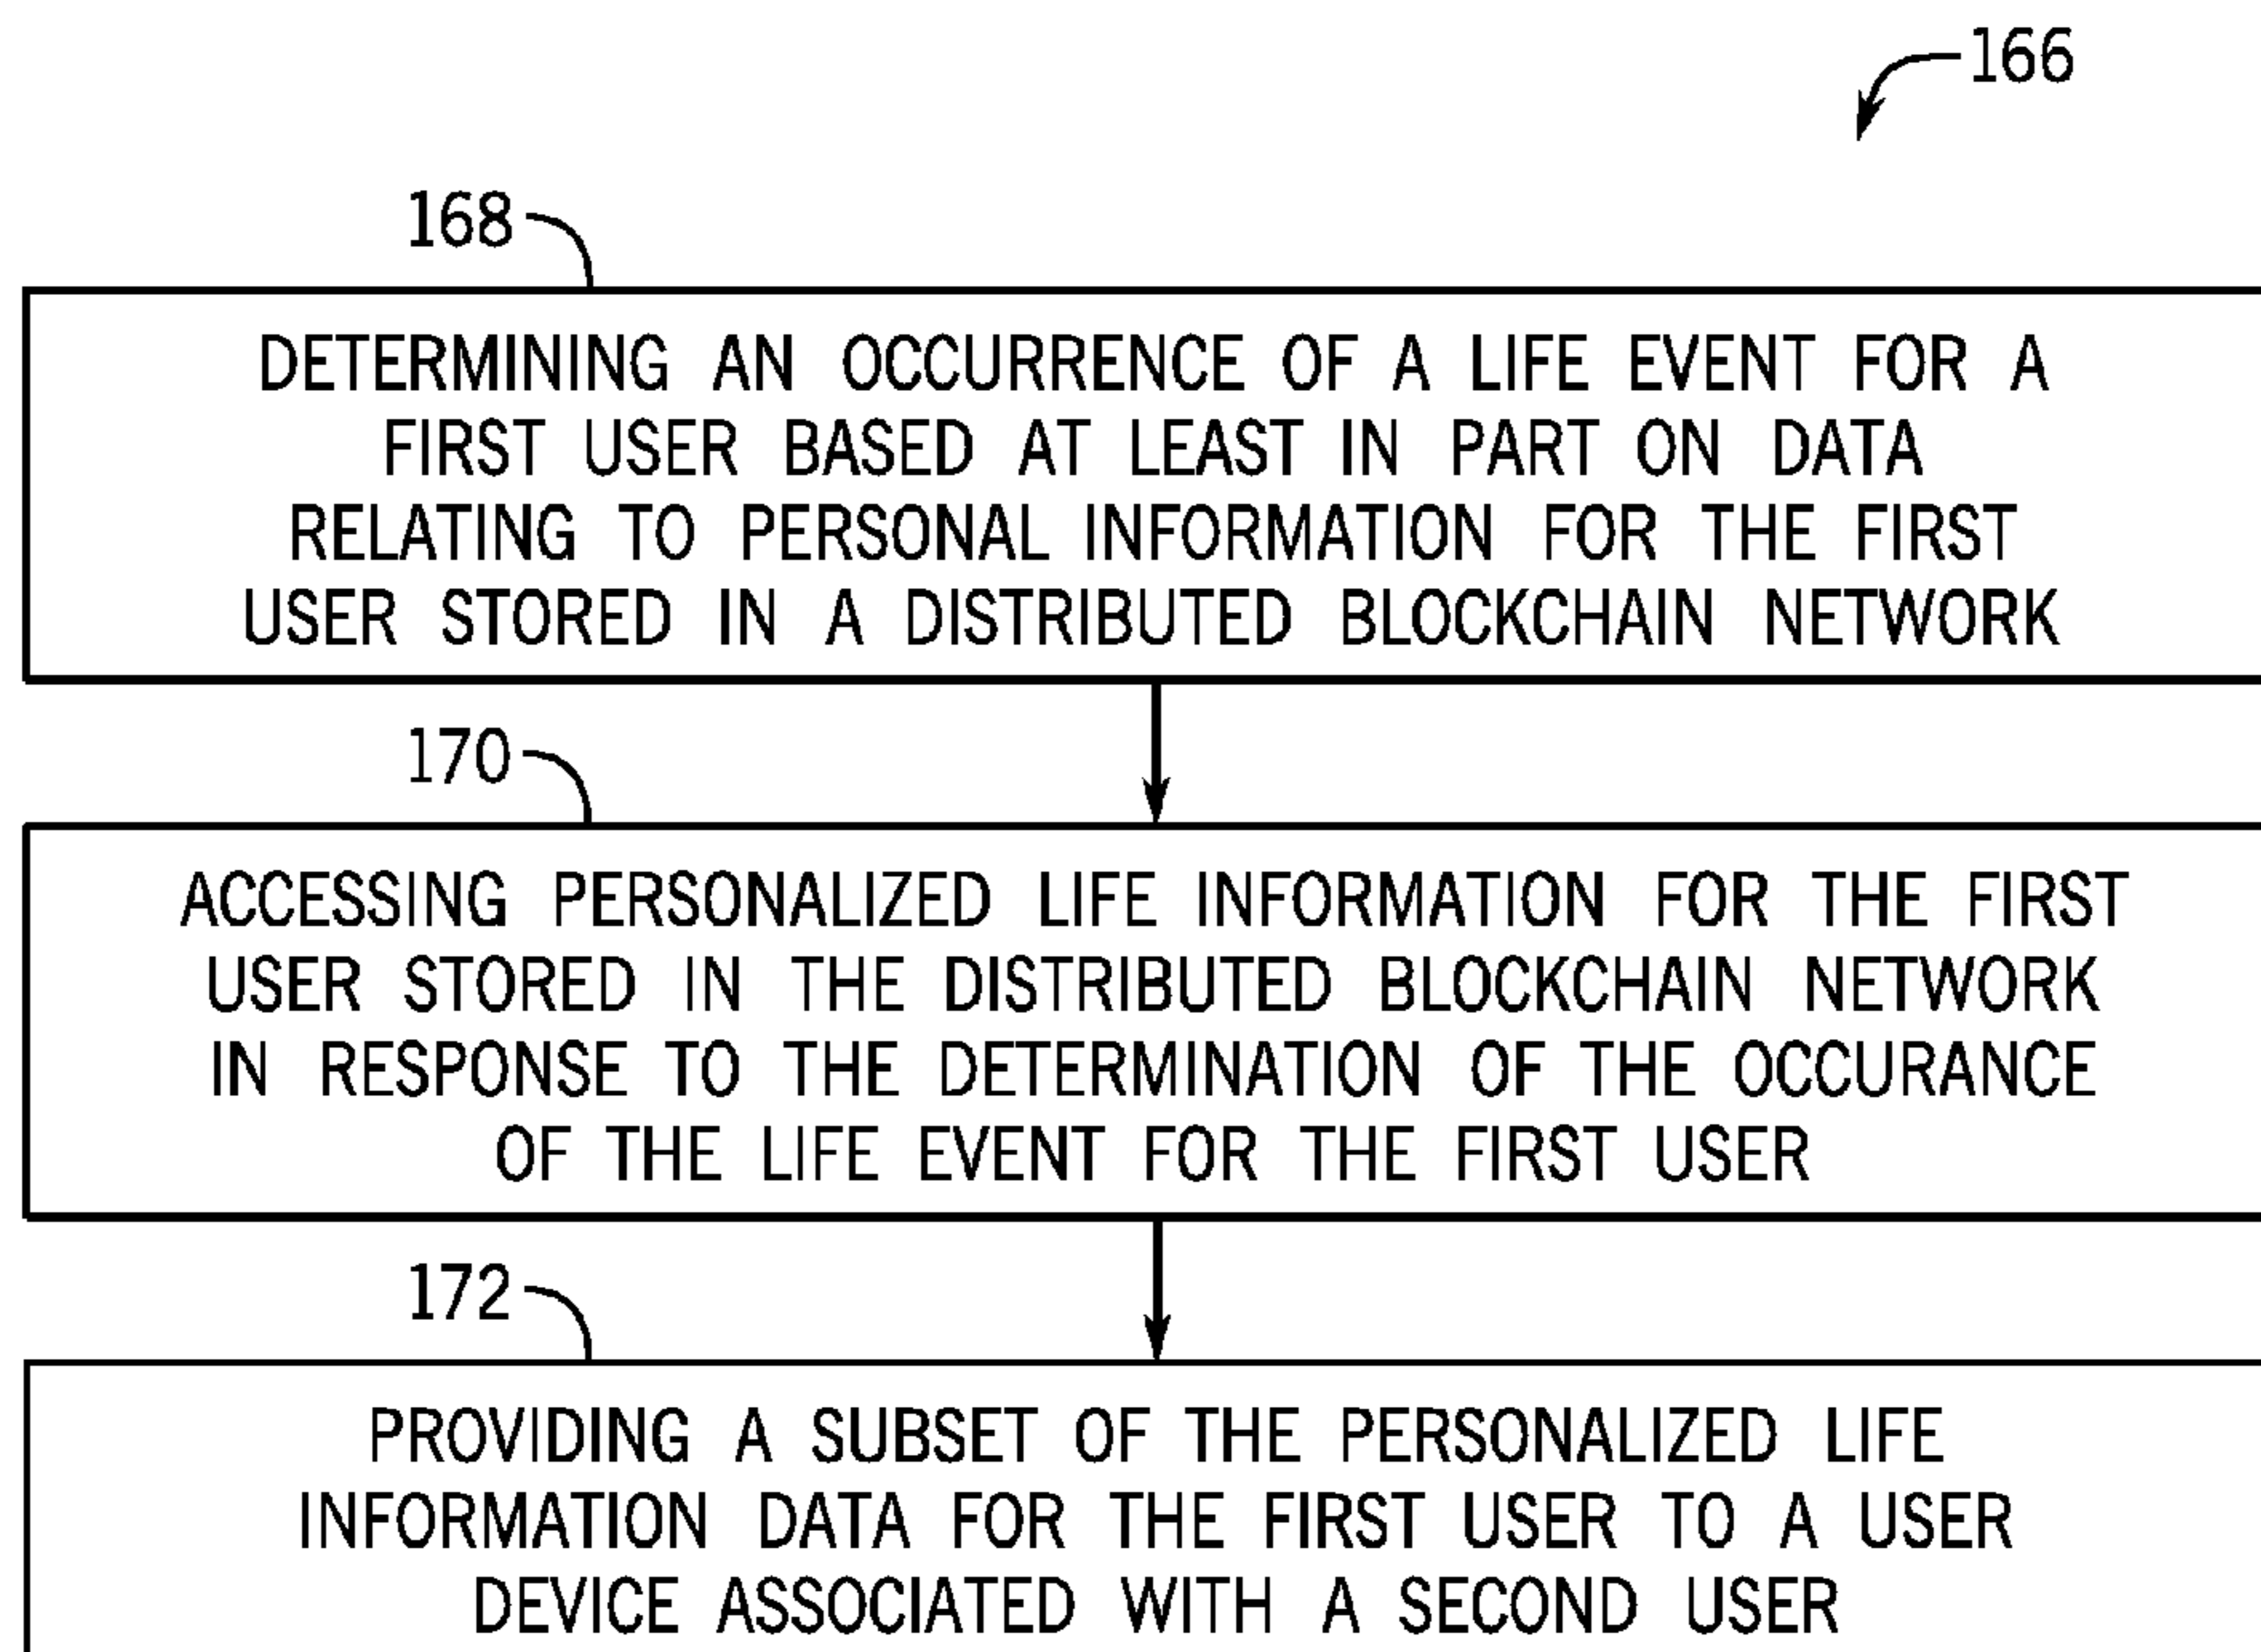 166
168
DETERMINING AN OCCURRENCE OF A LIFE EVENT FOR A
FIRST USER BASED AT LEAST IN PART ON DATA
RELATING TO PERSONAL INFORMATION FOR THE FIRST
USER STORED IN A DISTRIBUTED BLOCKCHAIN NETWORK
170
ACCESSING PERSONALIZED LIFE INFORMATION FOR THE FIRST
USER STORED IN THE DISTRIBUTED BLOCKCHAIN NETWORK
IN RESPONSE TO THE DETERMINATION OF THE OCCURANCE
OF THE LIFE EVENT FOR THE FIRST USER
172
PROVIDING A SUBSET OF THE PERSONALIZED LIFE
INFORMATION DATA FOR THE FIRST USER TO A USER
DEVICE ASSOCIATED WITH A SECOND USER